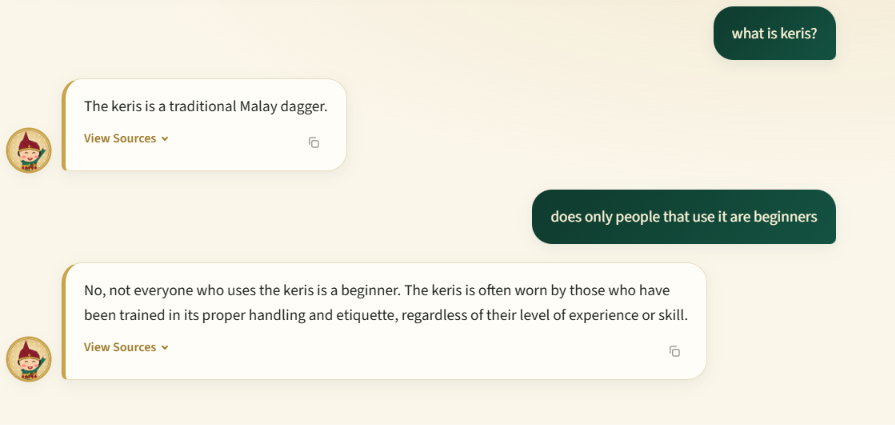 what is keris?
The keris is a traditional Malay dagger.
View Sources
does only people that use it are beginners
No, not everyone who uses the keris is a beginner. The keris is often worn by those who have
been trained in its proper handling and etiquette, regardless of their level of experience or skill.
View Sources